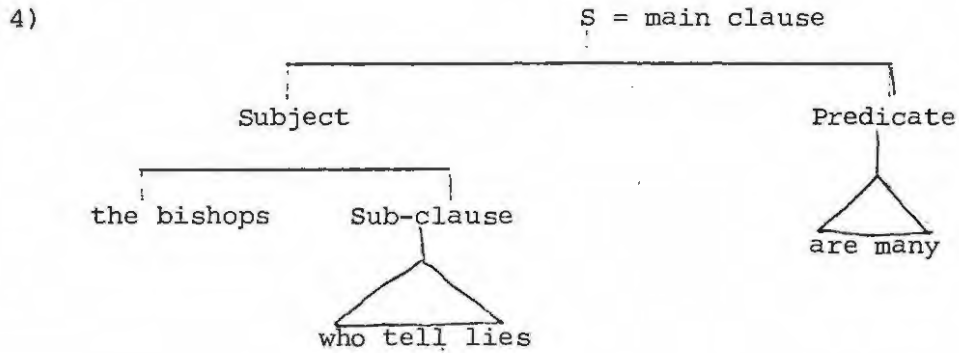 4)
S = main clause
Subject
Predicate
the bishops
Sub-clause
are many
who tell lies